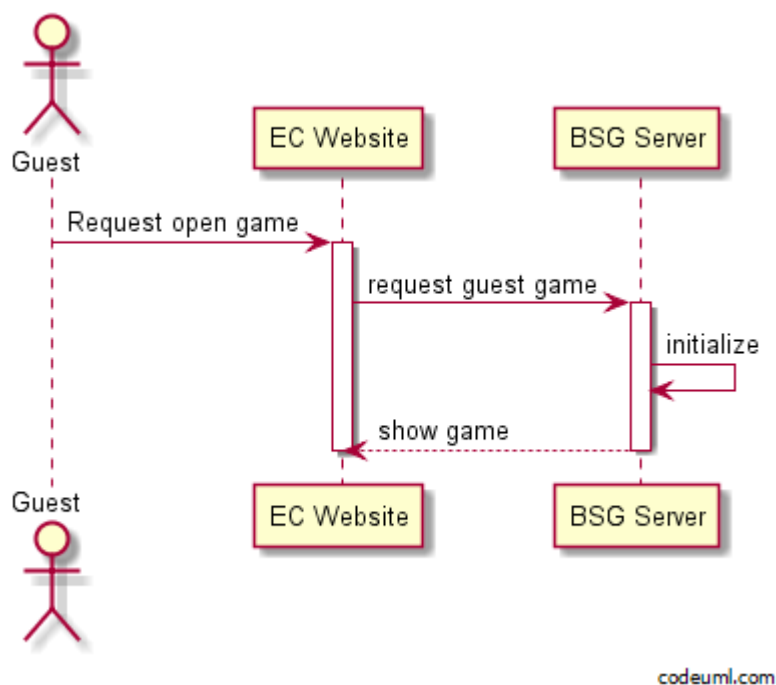 Guest
EC Website
BSG Server
Request open game
request guest game
initialize
show game
Guest
EC Website
BSG Server
codeuml.com